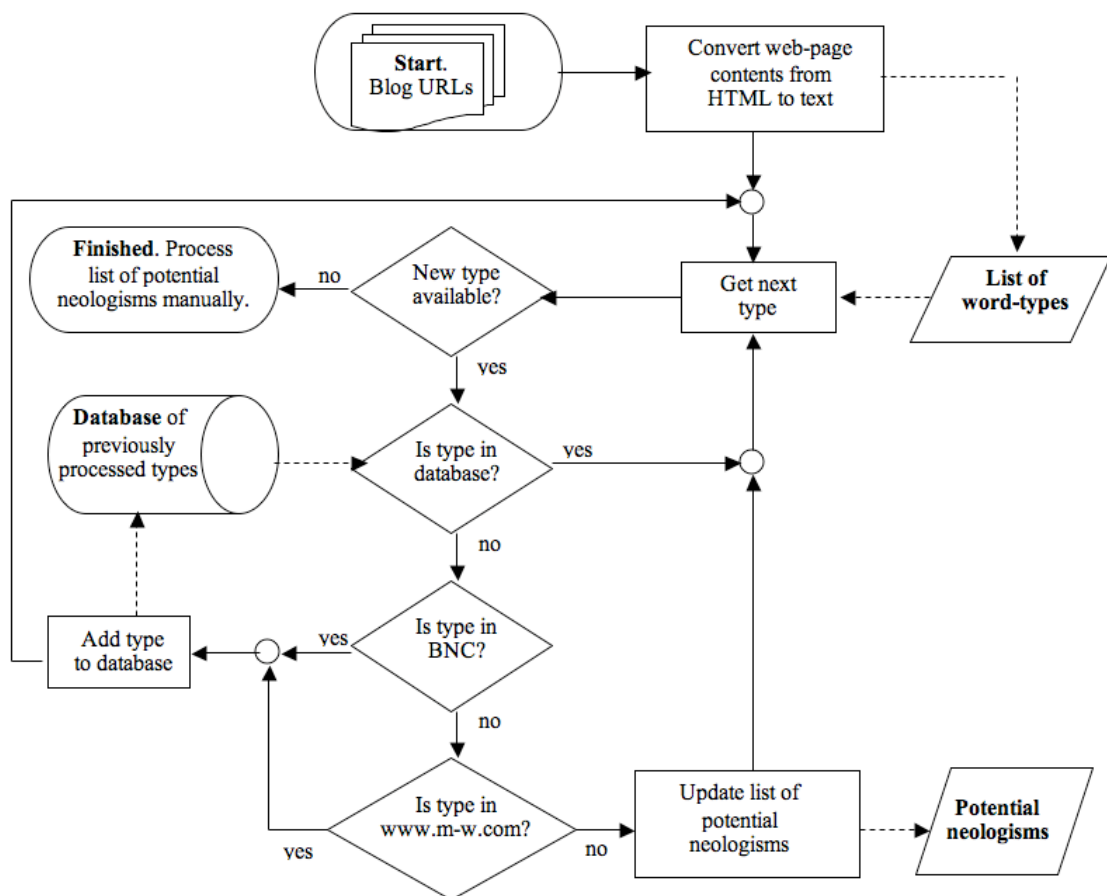 Start.
Blog URLs
Convert web-page
contents from
HTML to text
Finished. Process
list of potential
neologisms manually.
no
New type
available?
Get next
type
List of
word-types
yes
Database of
previously
processed types
Is type in
database?
yes
no
Add type
to database
yes
Is type in
BNC?
no
Is type in
www.m-w.com?
yes
no
Update list of
potential
neologisms
Potential
neologisms